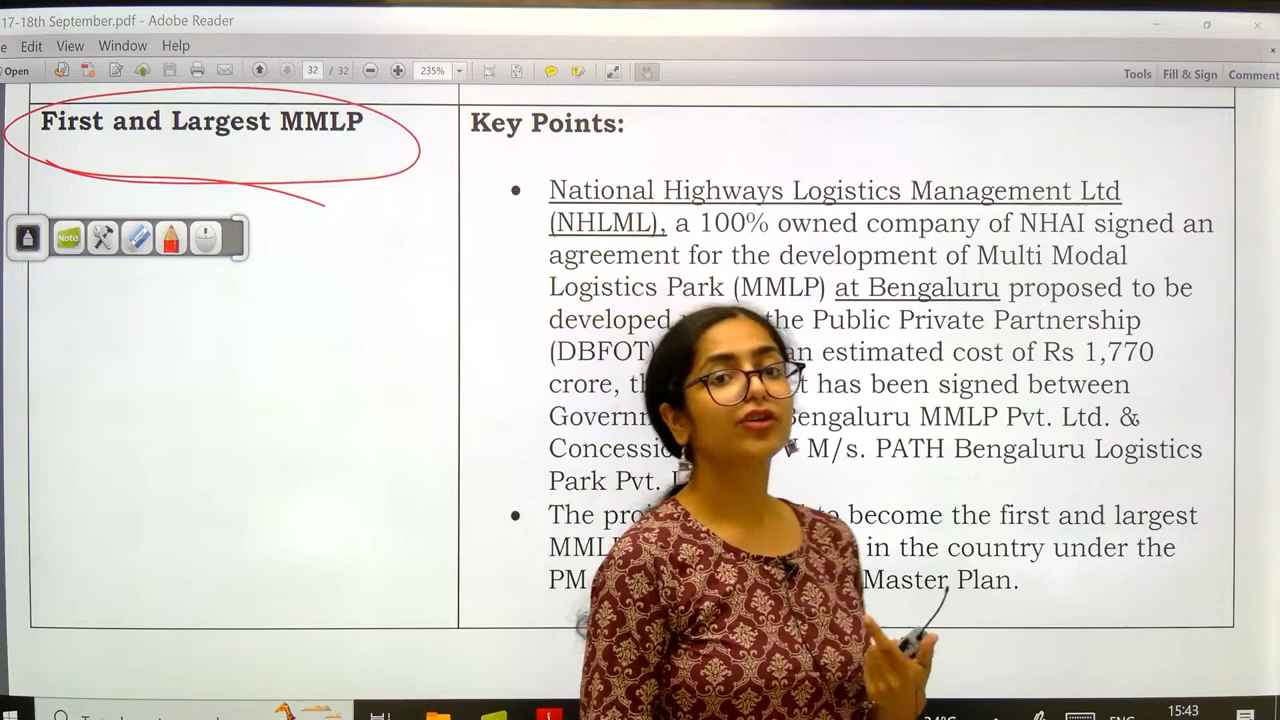 17-18th September.pdf - Adobe Reader
e Edit View Window Help
Open 32 / 32 235% Tools Fill & Sign Comment
First and Largest MMLP
Key Points:
Note
• National Highways Logistics Management Ltd
(NHLML), a 100% owned company of NHAI signed an
agreement for the development of Multi Modal
Logistics Park (MMLP) at Bengaluru proposed to be
developed the Public Private Partnership
(DBFOT) an estimated cost of Rs 1,770
crore, has been signed between
Bengaluru MMLP Pvt. Ltd. &
M/s. PATH Bengaluru Logistics
Park Pvt.
• The to become the first and largest
in the country under the
PM Master Plan.
ENG 15:43